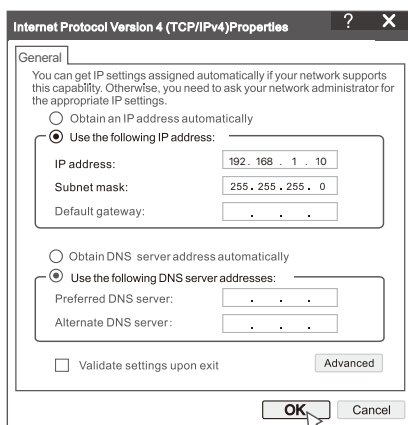 Internet Protocol Version 4 (TCP/IPv4)Properties ? X
General
You can get IP settings assigned automatically if your network supports
this capability. Otherwise, you need to ask your network administrator for
the appropriate IP settings.
Obtain an IP address automatically
Use the following IP address:
IP address: 192 . 168 . 1 . 10
Subnet mask: 255 . 255 . 255 . 0
Default gateway: . . .
Obtain DNS server address automatically
Use the following DNS server addresses:
Preferred DNS server: . . .
Alternate DNS server: . . .
Validate settings upon exit
Advanced
OK Cancel